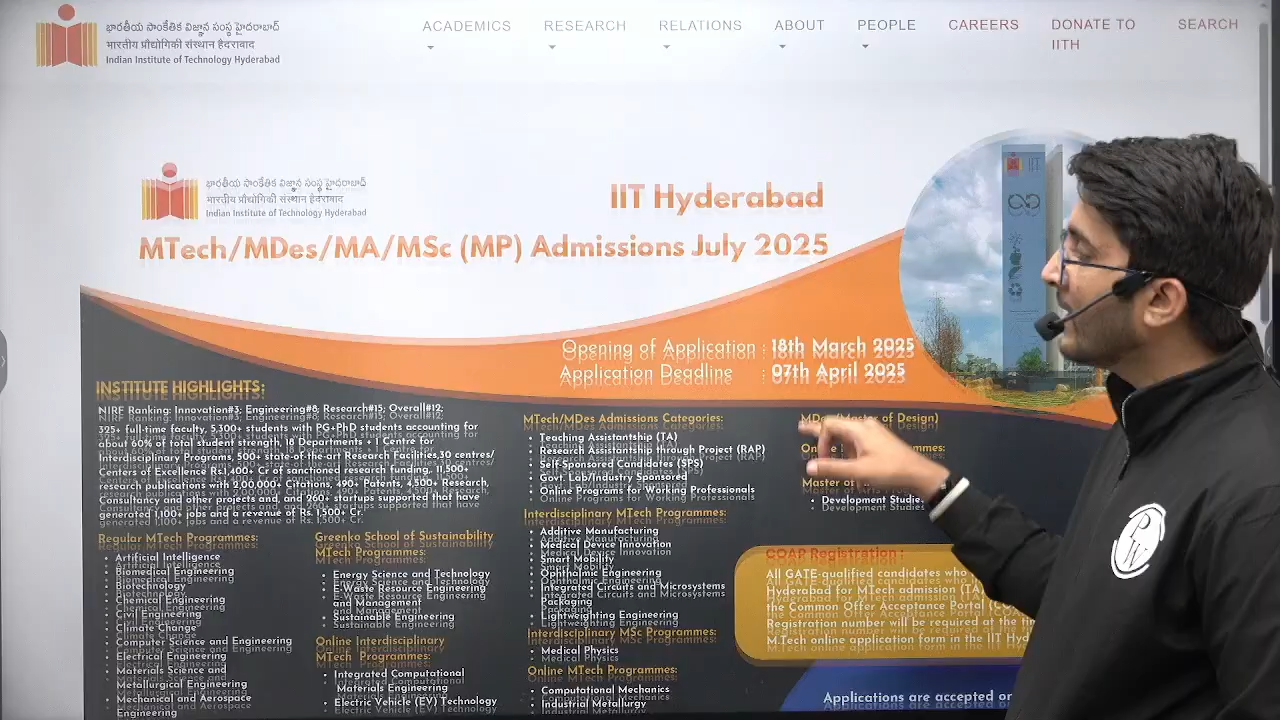 భారతీయ సాంకేతిక విజ్ఞాన సంస్థ హైదరాబాద్
भारतीय प्रौद्योगिकी संस्थान हैदराबाद
Indian Institute of Technology Hyderabad
ACADEMICS
RESEARCH
RELATIONS
ABOUT
PEOPLE
CAREERS
DONATE TO
IITH
SEARCH
భారతీయ సాంకేతిక విజ్ఞాన సంస్థ హైదరాబాద్
भारतीय प्रौद्योगिकी संस्थान हैदराबाद
Indian Institute of Technology Hyderabad
IIT Hyderabad
MTech/MDes/MA/MSc (MP) Admissions July 2025
Opening of Application : 18th March 2025
Application Deadline : 07th April 2025
INSTITUTE HIGHLIGHTS:
NIRF Ranking: Innovation#3; Engineering#8; Research#15; Overall#12;
325+ full-time faculty, 5,300+ students with PG+PhD students accounting for
about 60% of total student strength, 18 Departments + 1 Centre for
Interdisciplinary Programs, 500+ state-of-the-art Research Facilities,30 centres/
Centers of Excellence Rs.1,400+ Cr of sanctioned research funding, 11,500+
research publications with 2,00,000+ Citations, 490+ Patents, 4,500+ Research,
Consultancy and other projects and, and 260+ startups supported that have
generated 1,100+ jobs and a revenue of Rs. 1,500+ Cr.
Regular MTech Programmes:
• Artificial Intelligence
• Biomedical Engineering
• Biotechnology
• Chemical Engineering
• Civil Engineering
• Climate Change
• Computer Science and Engineering
• Electrical Engineering
• Materials Science and
Metallurgical Engineering
• Mechanical and Aerospace
Engineering
Greenko School of Sustainability
MTech Programmes:
• Energy Science and Technology
• E-Waste Resource Engineering
and Management
• Sustainable Engineering
Online Interdisciplinary
MTech Programmes:
• Integrated Computational
Materials Engineering
• Electric Vehicle (EV) Technology
MTech/MDes Admissions Categories:
• Teaching Assistantship (TA)
• Research Assistantship through Project (RAP)
• Self-Sponsored Candidates (SPS)
• Govt. Lab/Industry Sponsored
• Online Programs for Working Professionals
Interdisciplinary MTech Programmes:
• Additive Manufacturing
• Medical Device Innovation
• Smart Mobility
• Ophthalmic Engineering
• Integrated Circuits and Microsystems
Packaging
• Lightweighting Engineering
Interdisciplinary MSc Programmes:
• Medical Physics
Online MTech Programmes:
• Computational Mechanics
• Industrial Metallurgy
MDes (Master of Design)
Master of
• Development Studies
COAP Registration :
All GATE-qualified candidates who
Hyderabad for MTech admission (TA)
the Common Offer Acceptance Portal
Registration number will be required at the
M.Tech online application form in the IIT
Applications are accepted
IIT
PW